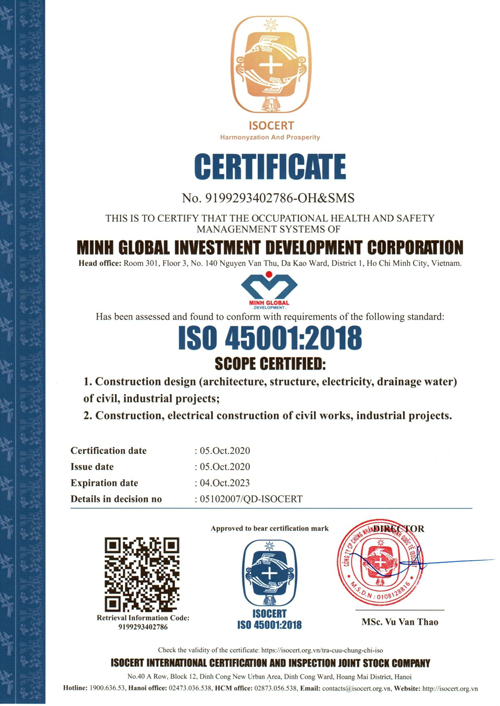 ISOCERT
Harmonyzation And Prosperity
CERTIFICATE
No. 9199293402786-OH&SMS
THIS IS TO CERTIFY THAT THE OCCUPATIONAL HEALTH AND SAFETY
MANAGENMENT SYSTEMS OF
MINH GLOBAL INVESTMENT DEVELOPMENT CORPORATION
Head office: Room 301, Floor 3, No. 140 Nguyen Van Thu, Da Kao Ward, District 1, Ho Chi Minh City, Vietnam.
MINH GLOBAL
DEVELOPMENT.
Has been assessed and found to conform with requirements of the following standard:
ISO 45001:2018
SCOPE CERTIFIED:
1. Construction design (architecture, structure, electricity, drainage water)
of civil, industrial projects;
2. Construction, electrical construction of civil works, industrial projects.
Certification date : 05.Oct.2020
Issue date : 05.Oct.2020
Expiration date : 04.Oct.2023
Details in decision no : 05102007/QD-ISOCERT
Approved to bear certification mark
DIRECTOR
M.S.D.N: 0108128816
ISOCERT
ISO 45001:2018
Retrieval Information Code:
9199293402786
MSc. Vu Van Thao
Check the validity of the certificate: https://isocert.org.vn/tra-cuu-chung-chi-iso
ISOCERT INTERNATIONAL CERTIFICATION AND INSPECTION JOINT STOCK COMPANY
No.40 A Row, Block 12, Dinh Cong New Urban Area, Dinh Cong Ward, Hoang Mai District, Hanoi
Hotline: 1900.636.53, Hanoi office: 02473.036.538, HCM office: 02873.056.538, Email: contacts@isocert.org.vn, Website: http://isocert.org.vn